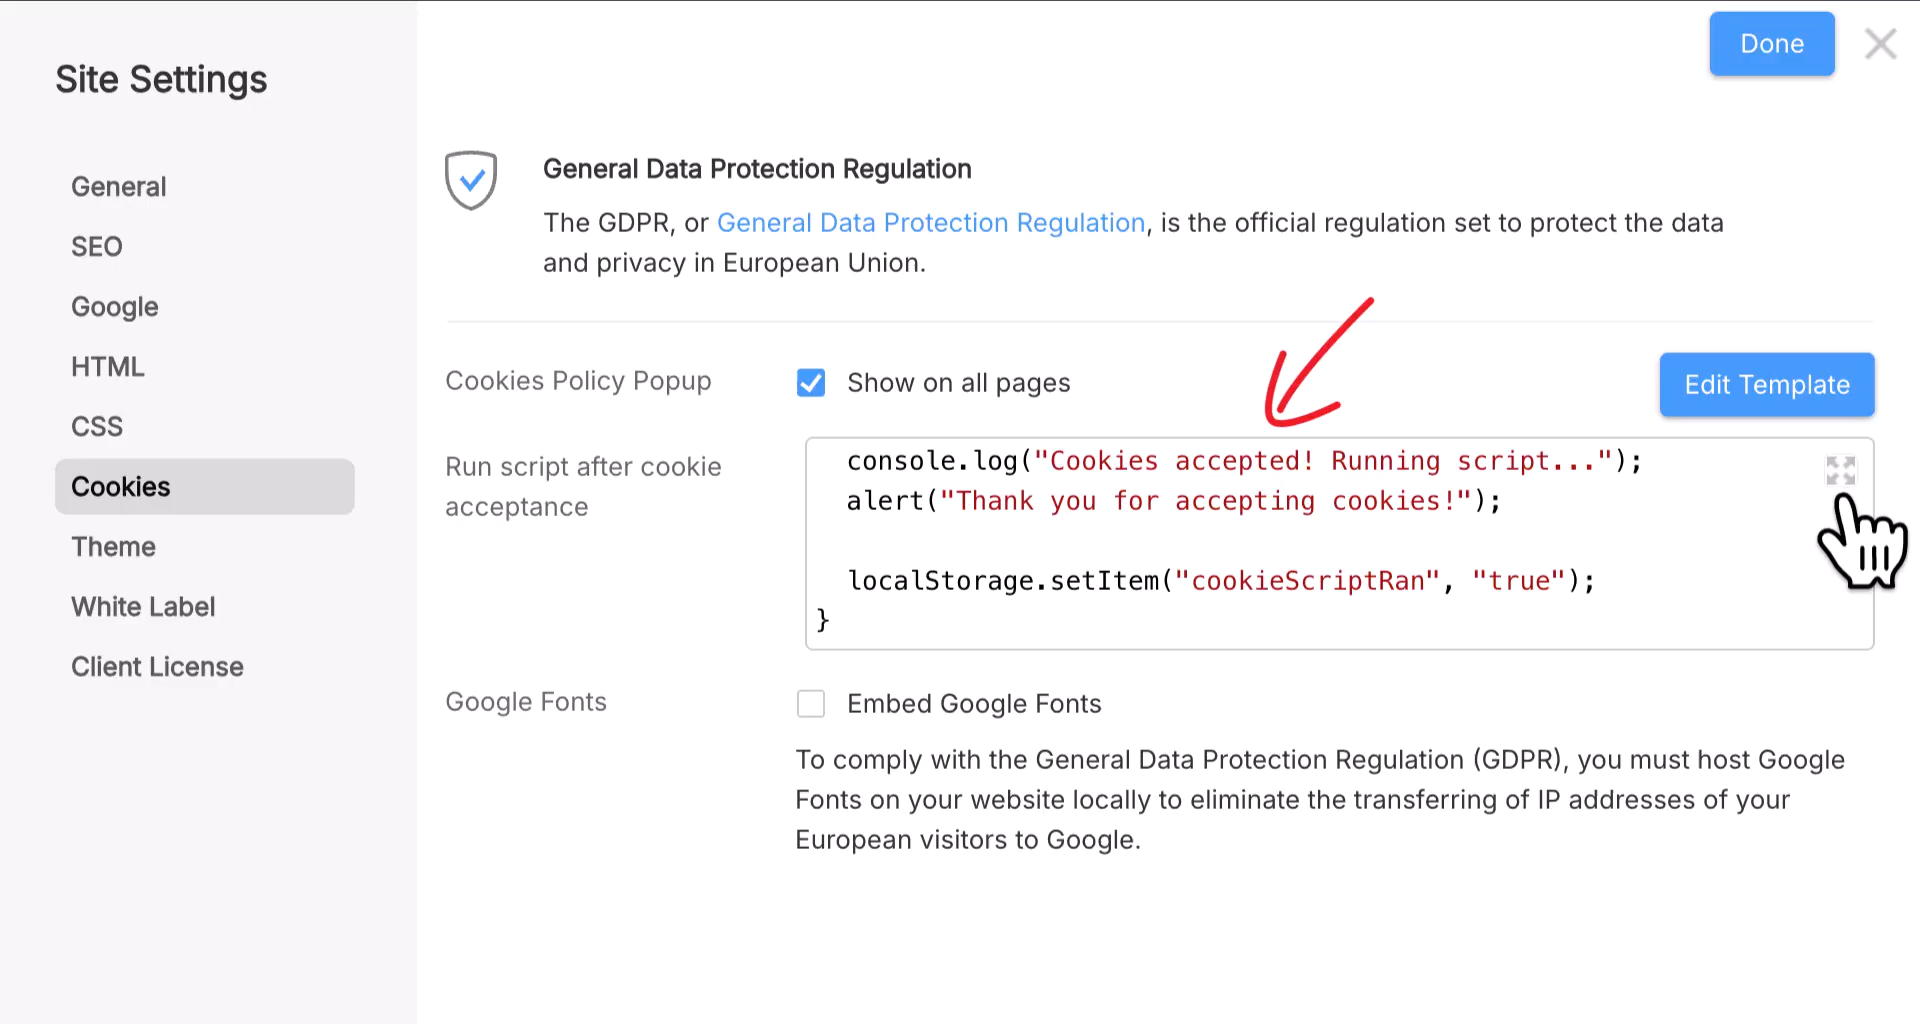 Site Settings
General
SEO
Google
HTML
CSS
Cookies
Theme
White Label
Client License
Done
General Data Protection Regulation
The GDPR, or General Data Protection Regulation, is the official regulation set to protect the data
and privacy in European Union.
Cookies Policy Popup
Show on all pages
Edit Template
Run script after cookie
acceptance
console.log("Cookies accepted! Running script...");
alert("Thank you for accepting cookies!");
localStorage.setItem("cookieScriptRan", "true");
}
Google Fonts
Embed Google Fonts
To comply with the General Data Protection Regulation (GDPR), you must host Google
Fonts on your website locally to eliminate the transferring of IP addresses of your
European visitors to Google.